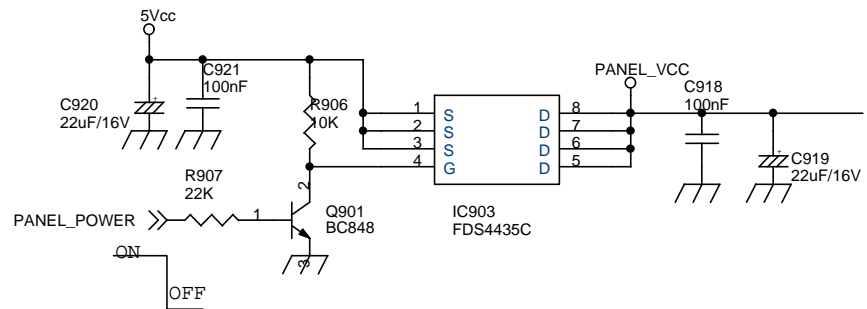 5Vcc
C921
100nF
C920
22uF/16V
R906
10K
PANEL_VCC
C918
100nF
1 S D 8
2 S D 7
3 S D 6
4 G D 5
C919
22uF/16V
R907
22K
2
PANEL_POWER
1
Q901
BC848
3
IC903
FDS4435C
ON
OFF
+
+